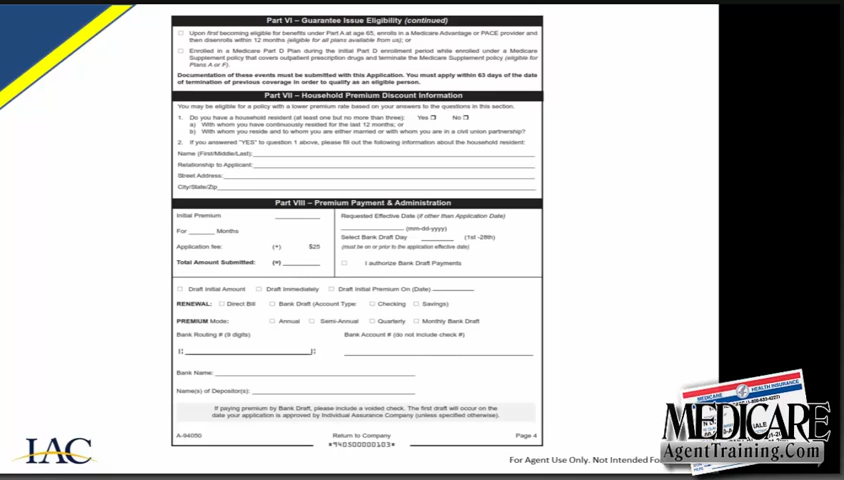 Part VI – Guarantee Issue Eligibility (continued)
☐ Upon first becoming eligible for benefits under Part A at age 65, enrolls in a Medicare Advantage or PACE provider and
then disenrolls within 12 months (eligible for all plans available from us); or
☐ Enrolled in a Medicare Part D Plan during the initial Part D enrollment period while enrolled under a Medicare
Supplement policy that covers outpatient prescription drugs and terminate the Medicare Supplement policy (eligible for
Plans A or F).
Documentation of these events must be submitted with this Application. You must apply within 63 days of the date
of termination of previous coverage in order to qualify as an eligible person.
Part VII – Household Premium Discount Information
You may be eligible for a policy with a lower premium rate based on your answers to the questions in this section.
1. Do you have a household resident (at least one but no more than three): Yes ☐ No ☐
a) With whom you have continuously resided for the last 12 months; or
b) With whom you reside and to whom you are either married or with whom you are in a civil union partnership?
2. If you answered "YES" to question 1 above, please fill out the following information about the household resident:
Name (First/Middle/Last):
Relationship to Applicant:
Street Address:
City/State/Zip
Part VIII – Premium Payment & Administration
Initial Premium
For ______ Months
Application fee: (+) $25
Total Amount Submitted: (=)
Requested Effective Date (if other than Application Date)
(mm-dd-yyyy)
Select Bank Draft Day ______ (1st -28th)
(must be on or prior to the application effective date)
☐ I authorize Bank Draft Payments
☐ Draft Initial Amount ☐ Draft Immediately ☐ Draft Initial Premium On (Date)
RENEWAL: ☐ Direct Bill ☐ Bank Draft (Account Type: ☐ Checking ☐ Savings)
PREMIUM Mode: ☐ Annual ☐ Semi-Annual ☐ Quarterly ☐ Monthly Bank Draft
Bank Routing # (9 digits) Bank Account # (do not include check #)
Bank Name:
Name(s) of Depositor(s):
If paying premium by Bank Draft, please include a voided check. The first draft will occur on the
date your application is approved by Individual Assurance Company (unless specified otherwise).
A-94050 Return to Company Page 4
*940500000103*
IAC
For Agent Use Only. Not Intended
MEDICARE HEALTH INSURANCE
MEDICARE
AgentTraining.Com